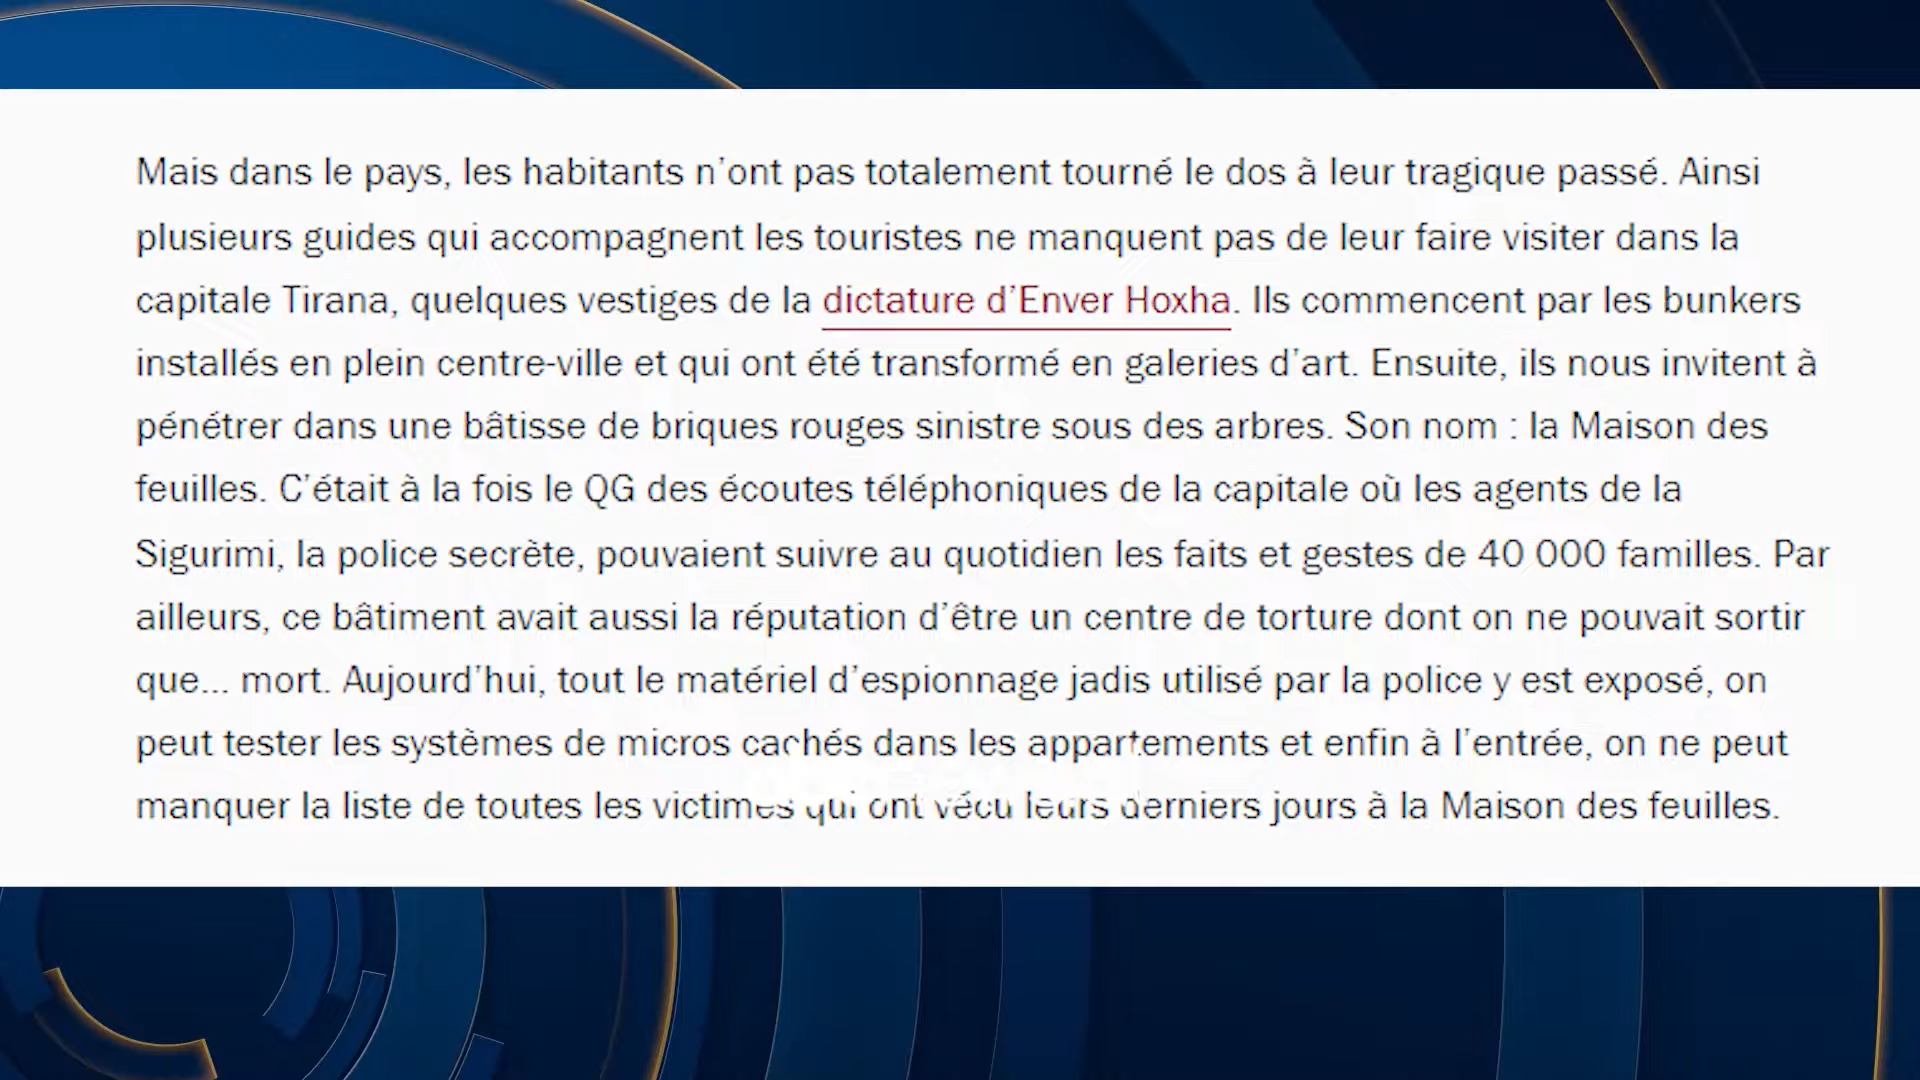 Mais dans le pays, les habitants n’ont pas totalement tourné le dos à leur tragique passé. Ainsi
plusieurs guides qui accompagnent les touristes ne manquent pas de leur faire visiter dans la
capitale Tirana, quelques vestiges de la dictature d’Enver Hoxha. Ils commencent par les bunkers
installés en plein centre-ville et qui ont été transformé en galeries d’art. Ensuite, ils nous invitent à
pénétrer dans une bâtisse de briques rouges sinistre sous des arbres. Son nom : la Maison des
feuilles. C’était à la fois le QG des écoutes téléphoniques de la capitale où les agents de la
Sigurimi, la police secrète, pouvaient suivre au quotidien les faits et gestes de 40 000 familles. Par
ailleurs, ce bâtiment avait aussi la réputation d’être un centre de torture dont on ne pouvait sortir
que... mort. Aujourd’hui, tout le matériel d’espionnage jadis utilisé par la police y est exposé, on
peut tester les systèmes de micros cachés dans les appartements et enfin à l’entrée, on ne peut
manquer la liste de toutes les victimes qui ont vécu leurs derniers jours à la Maison des feuilles.